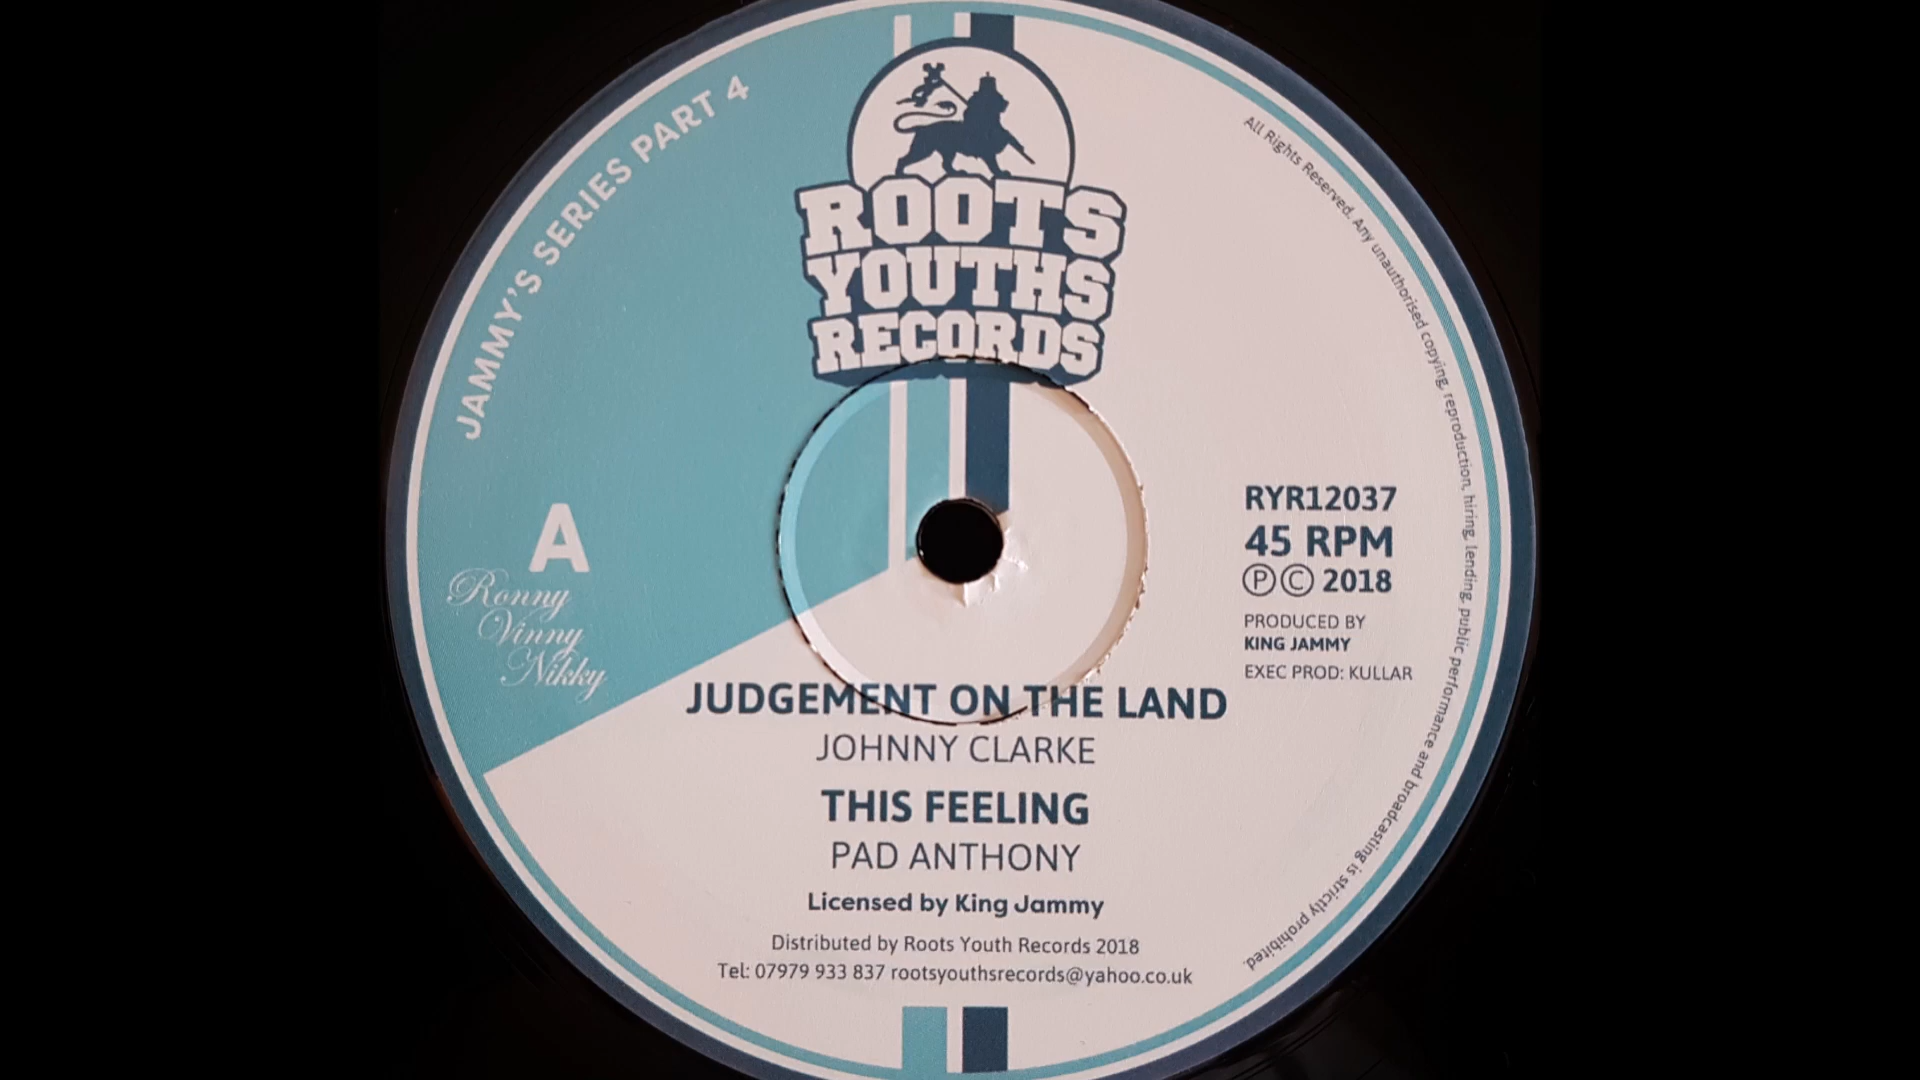 JAMMY'S SERIES PART 4
ROOTS
YOUTHS
RECORDS
All Rights Reserved. Any unauthorised copying, reproduction, hiring, lending, public performance and broadcasting is strictly prohibited.
A
Ronny
Vinny
Nikky
RYR12037
45 RPM
Ⓟ © 2018
PRODUCED BY
KING JAMMY
EXEC PROD: KULLAR
JUDGEMENT ON THE LAND
JOHNNY CLARKE
THIS FEELING
PAD ANTHONY
Licensed by King Jammy
Distributed by Roots Youth Records 2018
Tel: 07979 933 837 rootsyouthsrecords@yahoo.co.uk